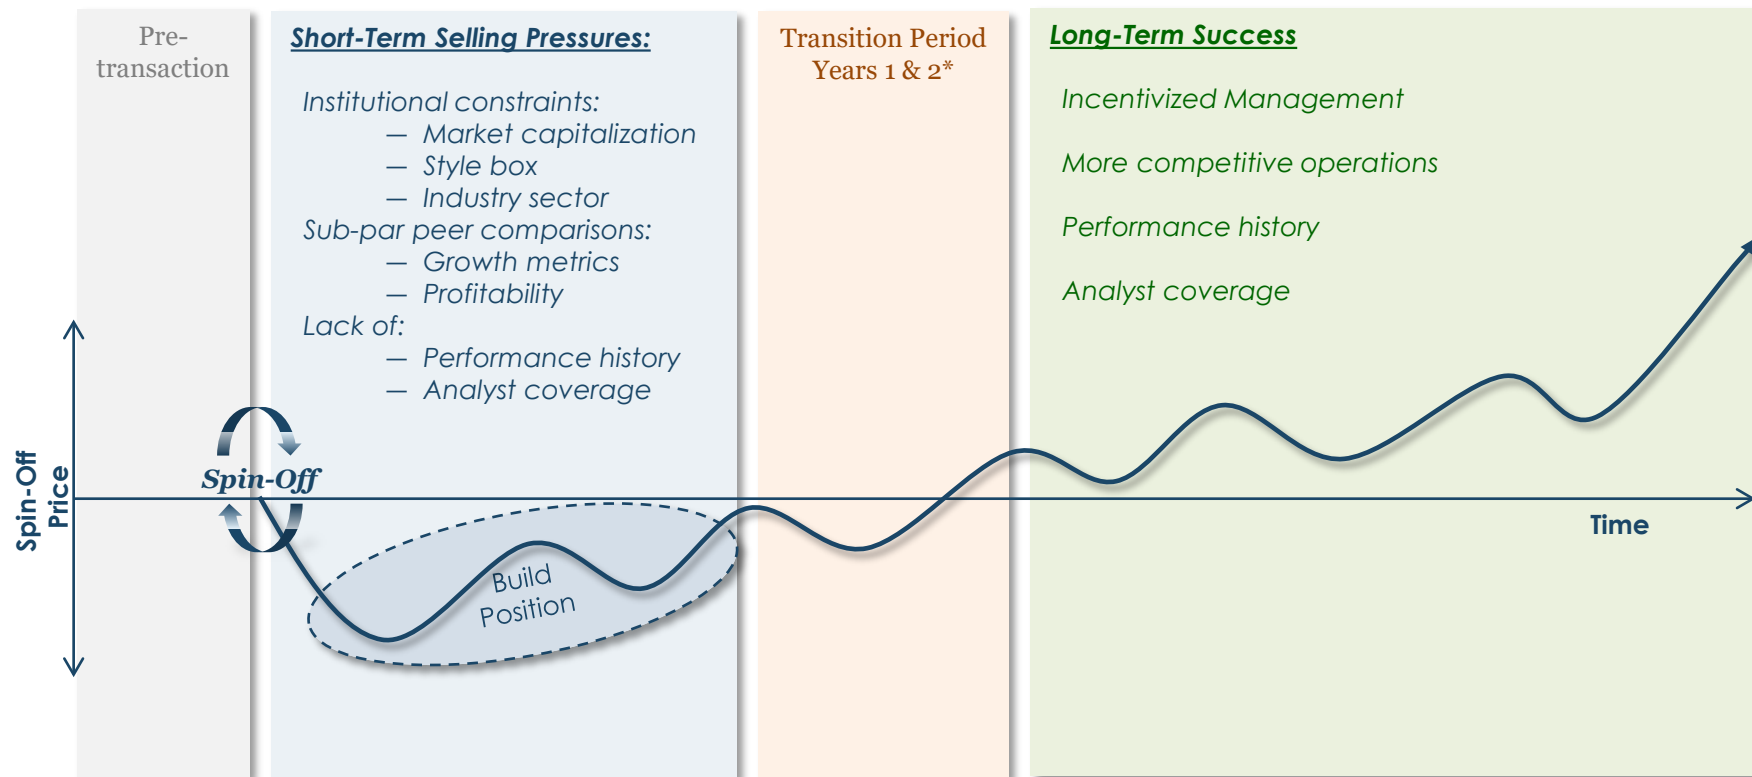 Pre-
transaction
Short-Term Selling Pressures:
Institutional constraints:
— Market capitalization
— Style box
— Industry sector
Sub-par peer comparisons:
— Growth metrics
— Profitability
Lack of:
— Performance history
— Analyst coverage
Transition Period
Years 1 & 2*
Long-Term Success
Incentivized Management
More competitive operations
Performance history
Analyst coverage
Spin-Off
Price
Spin-Off
Build
Position
Time